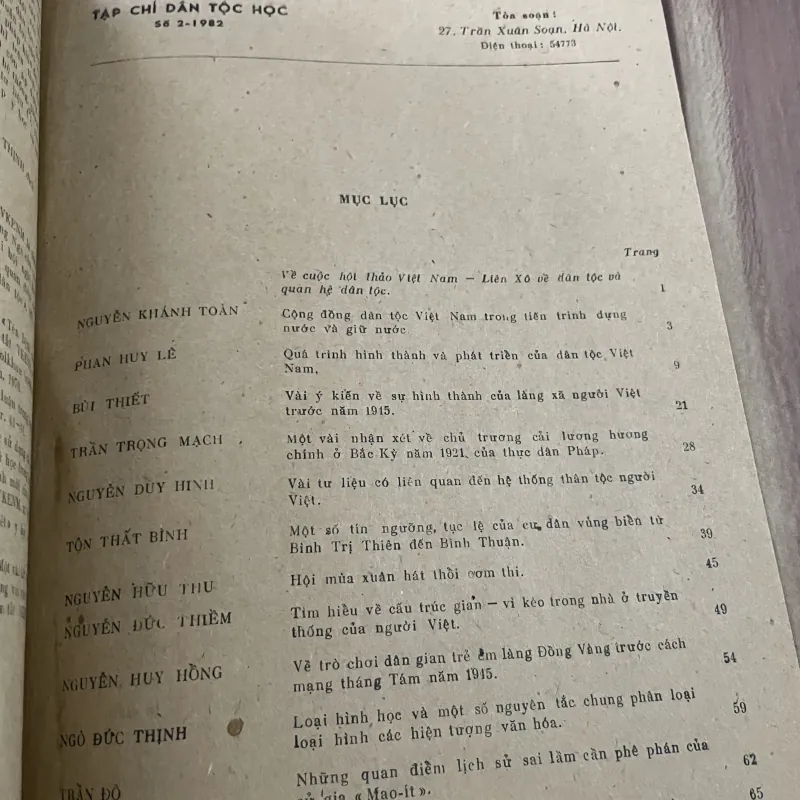 TẠP CHÍ DÂN TỘC HỌC
Số 2-1982
Tòa soạn:
27, Trần Xuân Soạn, Hà Nội.
Điện thoại: 54773
MỤC LỤC
Trang
Về cuộc hội thảo Việt Nam — Liên Xô về dân tộc và
quan hệ dân tộc. 1
NGUYỄN KHÁNH TOÀN Cộng đồng dân tộc Việt Nam trong tiến trình dựng
nước và giữ nước 3
PHAN HUY LÊ Quá trình hình thành và phát triển của dân tộc Việt
Nam, 9
BÙI THIẾT Vài ý kiến về sự hình thành của làng xã người Việt
trước năm 1945. 21
TRẦN TRỌNG MẠCH Một vài nhận xét về chủ trương cải lương hương
chính ở Bắc Kỳ năm 1921 của thực dân Pháp. 28
NGUYỄN DUY HINH Vài tư liệu có liên quan đến hệ thống thân tộc người
Việt. 34
TÔN THẤT BÌNH Một số tín ngưỡng, tục lệ của cư dân vùng biển từ
Bình Trị Thiên đến Bình Thuận. 39
NGUYỄN HỮU THU Hội mùa xuân hát thổi cơm thi. 45
NGUYỄN ĐỨC THIỀM Tìm hiểu về cấu trúc gian — vì kèo trong nhà ở truyền
thống của người Việt. 49
NGUYỄN HUY HỒNG Về trò chơi dân gian trẻ em làng Đồng Vàng trước cách
mạng tháng Tám năm 1945. 54
NGÔ ĐỨC THỊNH Loại hình học và một số nguyên tắc chung phân loại
loại hình các hiện tượng văn hóa. 59
TRẦN ĐỘ Những quan điểm lịch sử sai lầm cần phê phán của 62
sử gia « Mao-ít ». 65